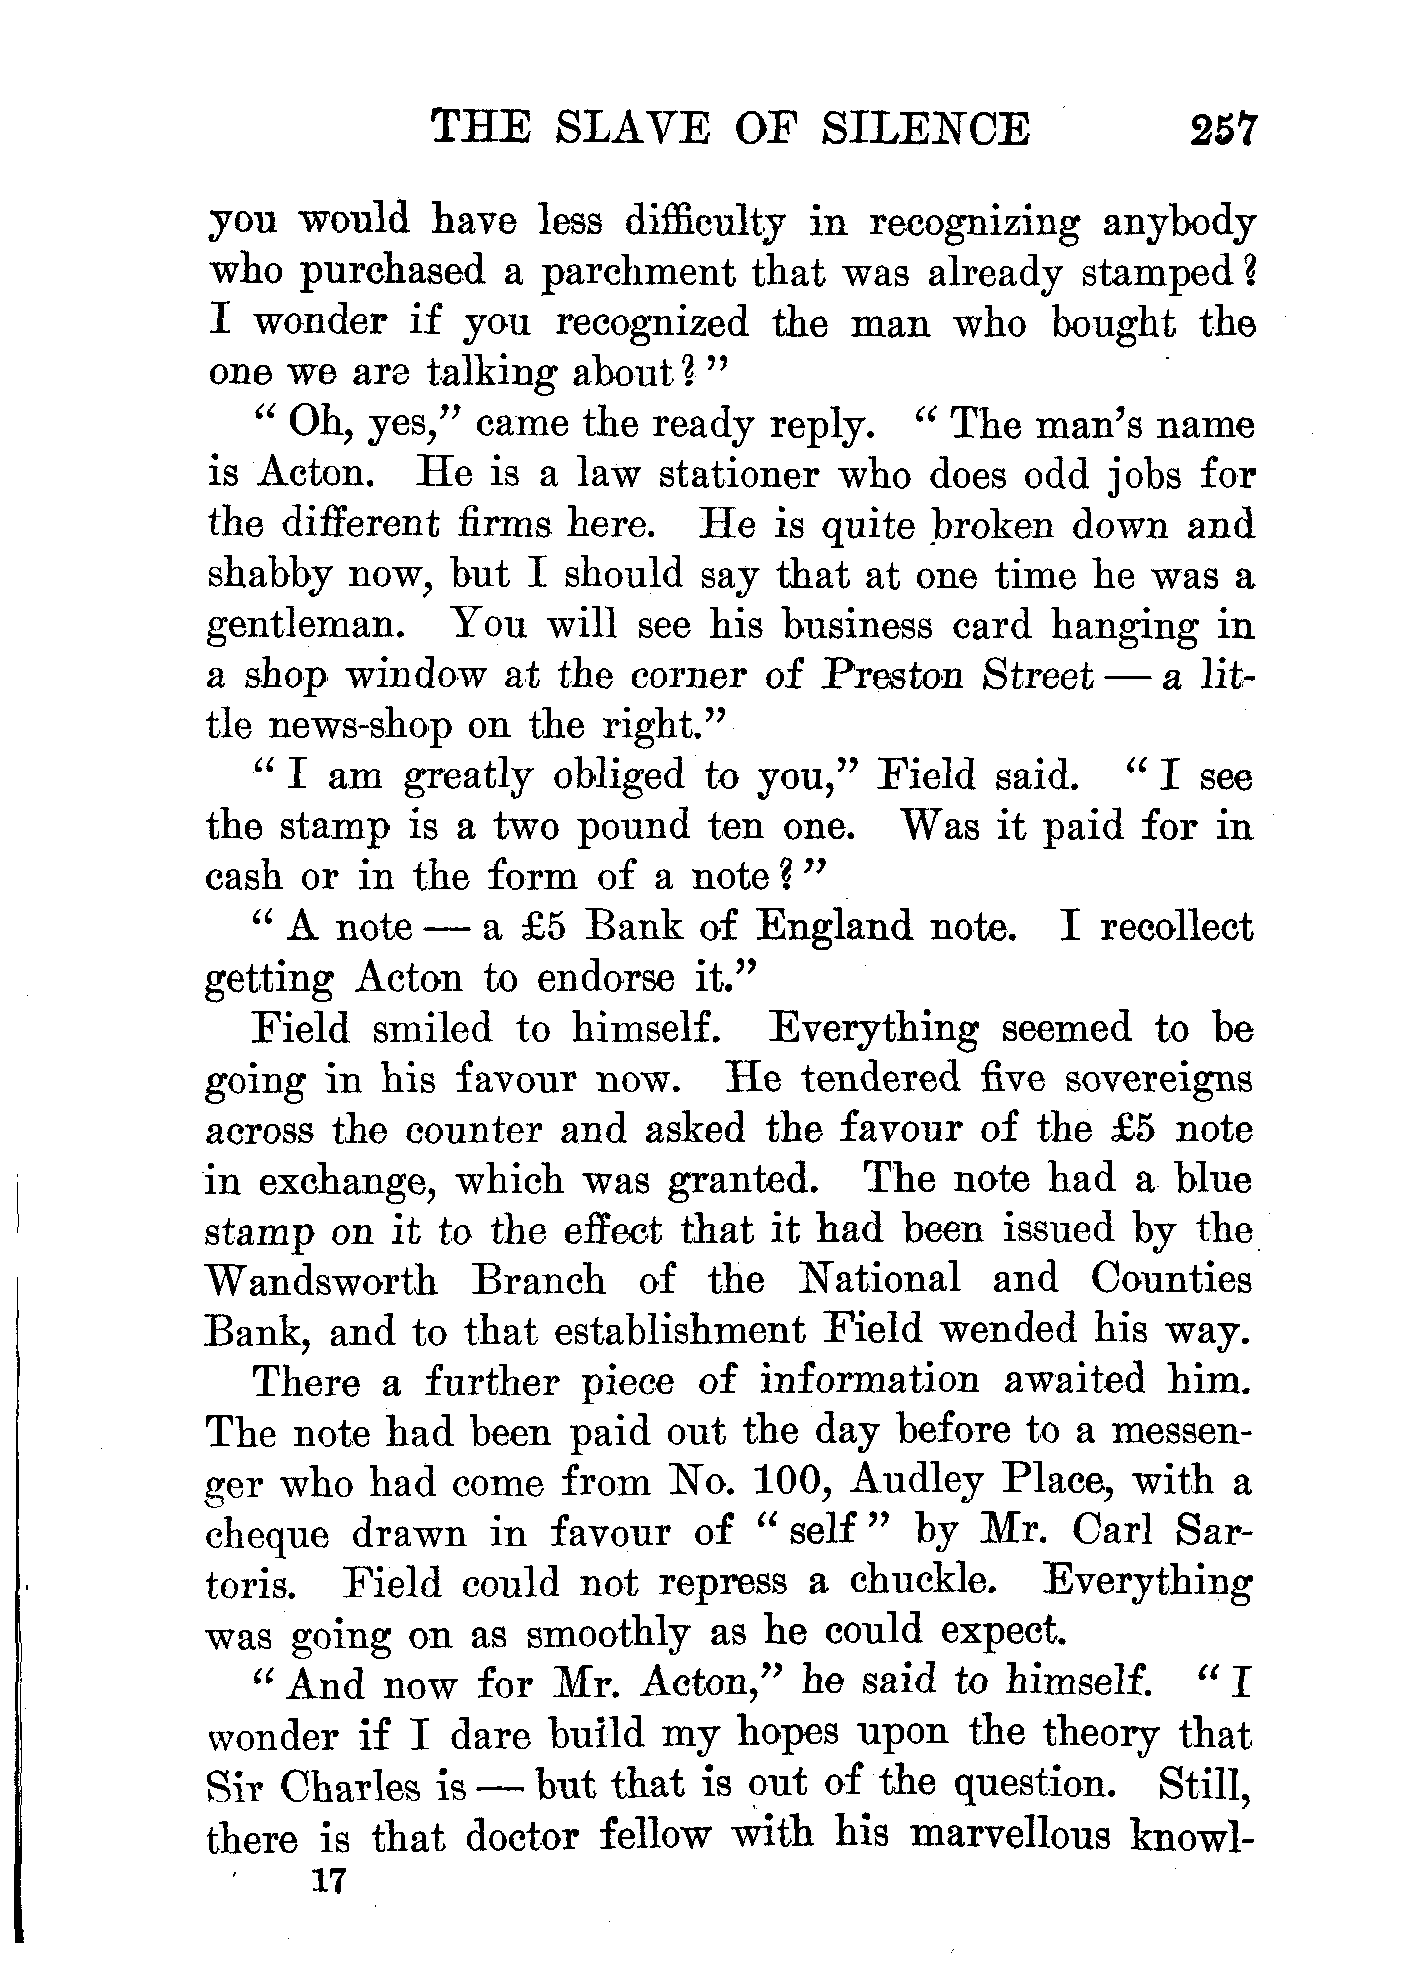 THE SLAVE OF SILENCE 257
you would have less difficulty in recognizing anybody
who purchased a parchment that was already stamped?
I wonder if you recognized the man who bought the
one we are talking about?"
"Oh, yes," came the ready reply. "The man's name
is Acton. He is a law stationer who does odd jobs for
the different firms here. He is quite broken down and
shabby now, but I should say that at one time he was a
gentleman. You will see his business card hanging in
a shop window at the corner of Preston Street — a lit-
tle news-shop on the right."
"I am greatly obliged to you," Field said. "I see
the stamp is a two pound ten one. Was it paid for in
cash or in the form of a note?"
"A note — a £5 Bank of England note. I recollect
getting Acton to endorse it."
Field smiled to himself. Everything seemed to be
going in his favour now. He tendered five sovereigns
across the counter and asked the favour of the £5 note
in exchange, which was granted. The note had a blue
stamp on it to the effect that it had been issued by the
Wandsworth Branch of the National and Counties
Bank, and to that establishment Field wended his way.
There a further piece of information awaited him.
The note had been paid out the day before to a messen-
ger who had come from No. 100, Audley Place, with a
cheque drawn in favour of "self" by Mr. Carl Sar-
toris. Field could not repress a chuckle. Everything
was going on as smoothly as he could expect.
"And now for Mr. Acton," he said to himself. "I
wonder if I dare build my hopes upon the theory that
Sir Charles is — but that is out of the question. Still,
there is that doctor fellow with his marvellous knowl-
17